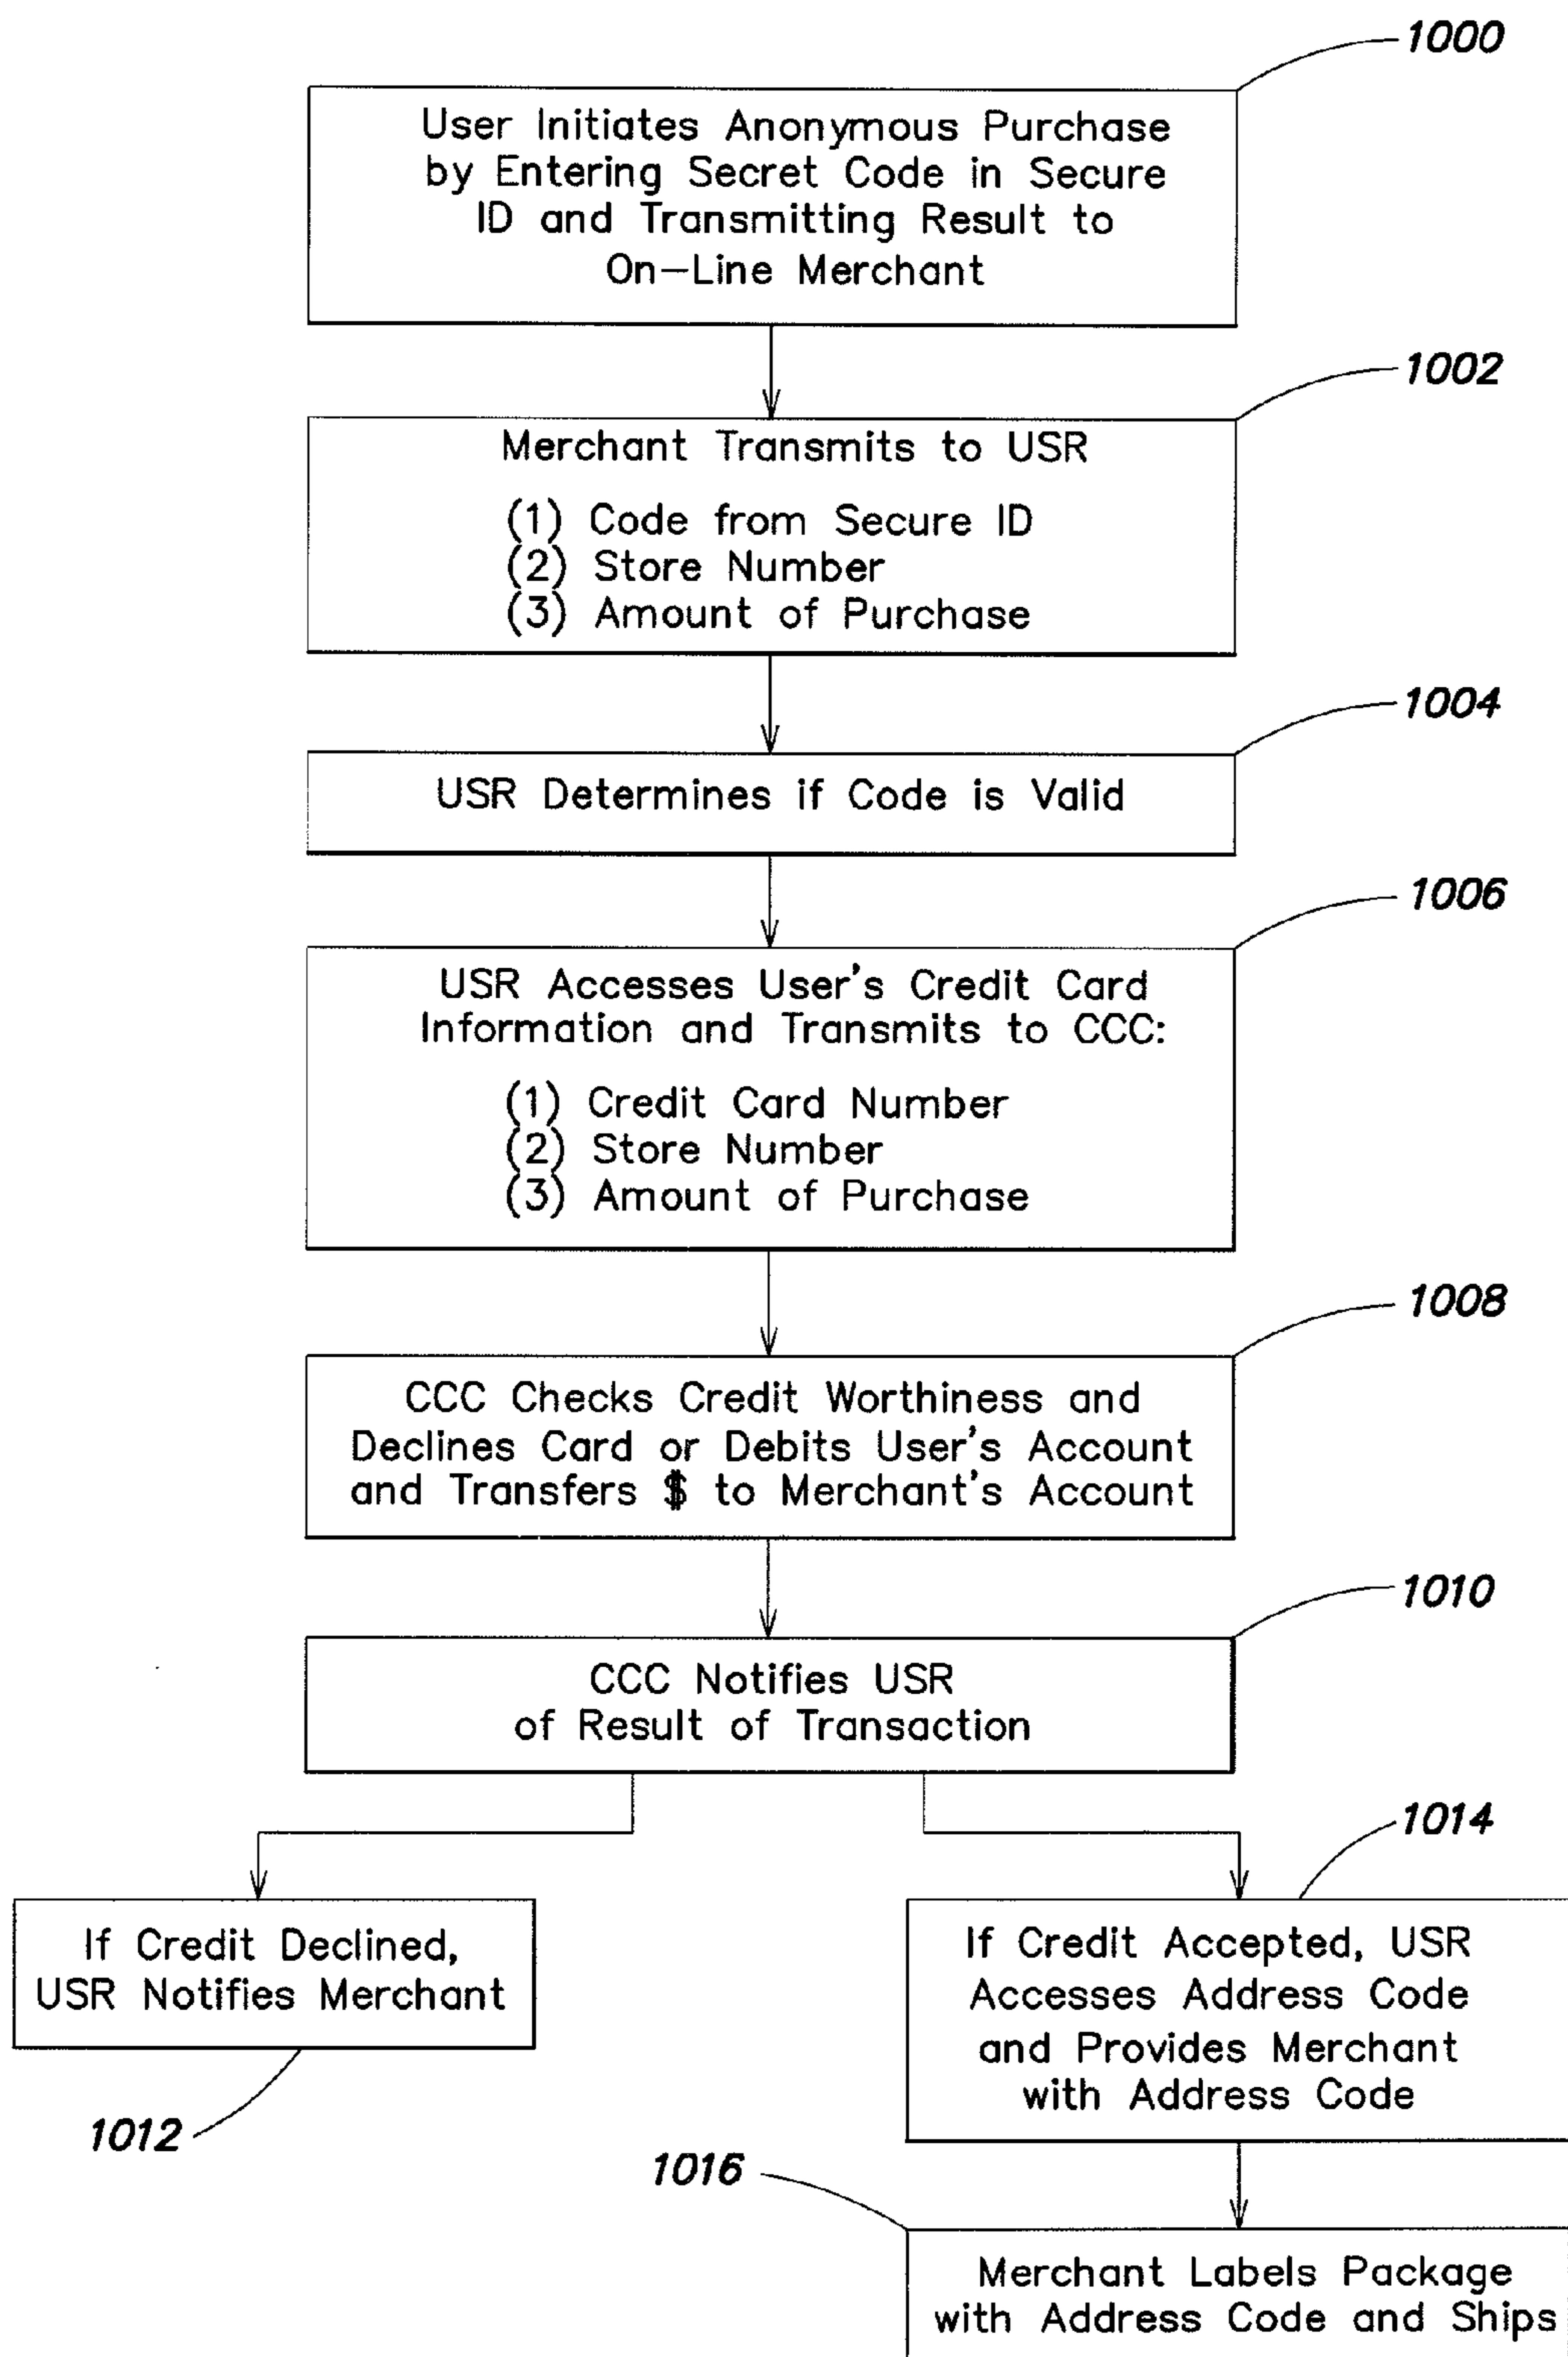 1000
User Initiates Anonymous Purchase
by Entering Secret Code in Secure
ID and Transmitting Result to
On-Line Merchant
1002
Merchant Transmits to USR
(1) Code from Secure ID
(2) Store Number
(3) Amount of Purchase
1004
USR Determines if Code is Valid
1006
USR Accesses User's Credit Card
Information and Transmits to CCC:
(1) Credit Card Number
(2) Store Number
(3) Amount of Purchase
1008
CCC Checks Credit Worthiness and
Declines Card or Debits User's Account
and Transfers $ to Merchant's Account
1010
CCC Notifies USR
of Result of Transaction
If Credit Declined,
USR Notifies Merchant
1012
1014
If Credit Accepted, USR
Accesses Address Code
and Provides Merchant
with Address Code
1016
Merchant Labels Package
with Address Code and Ships